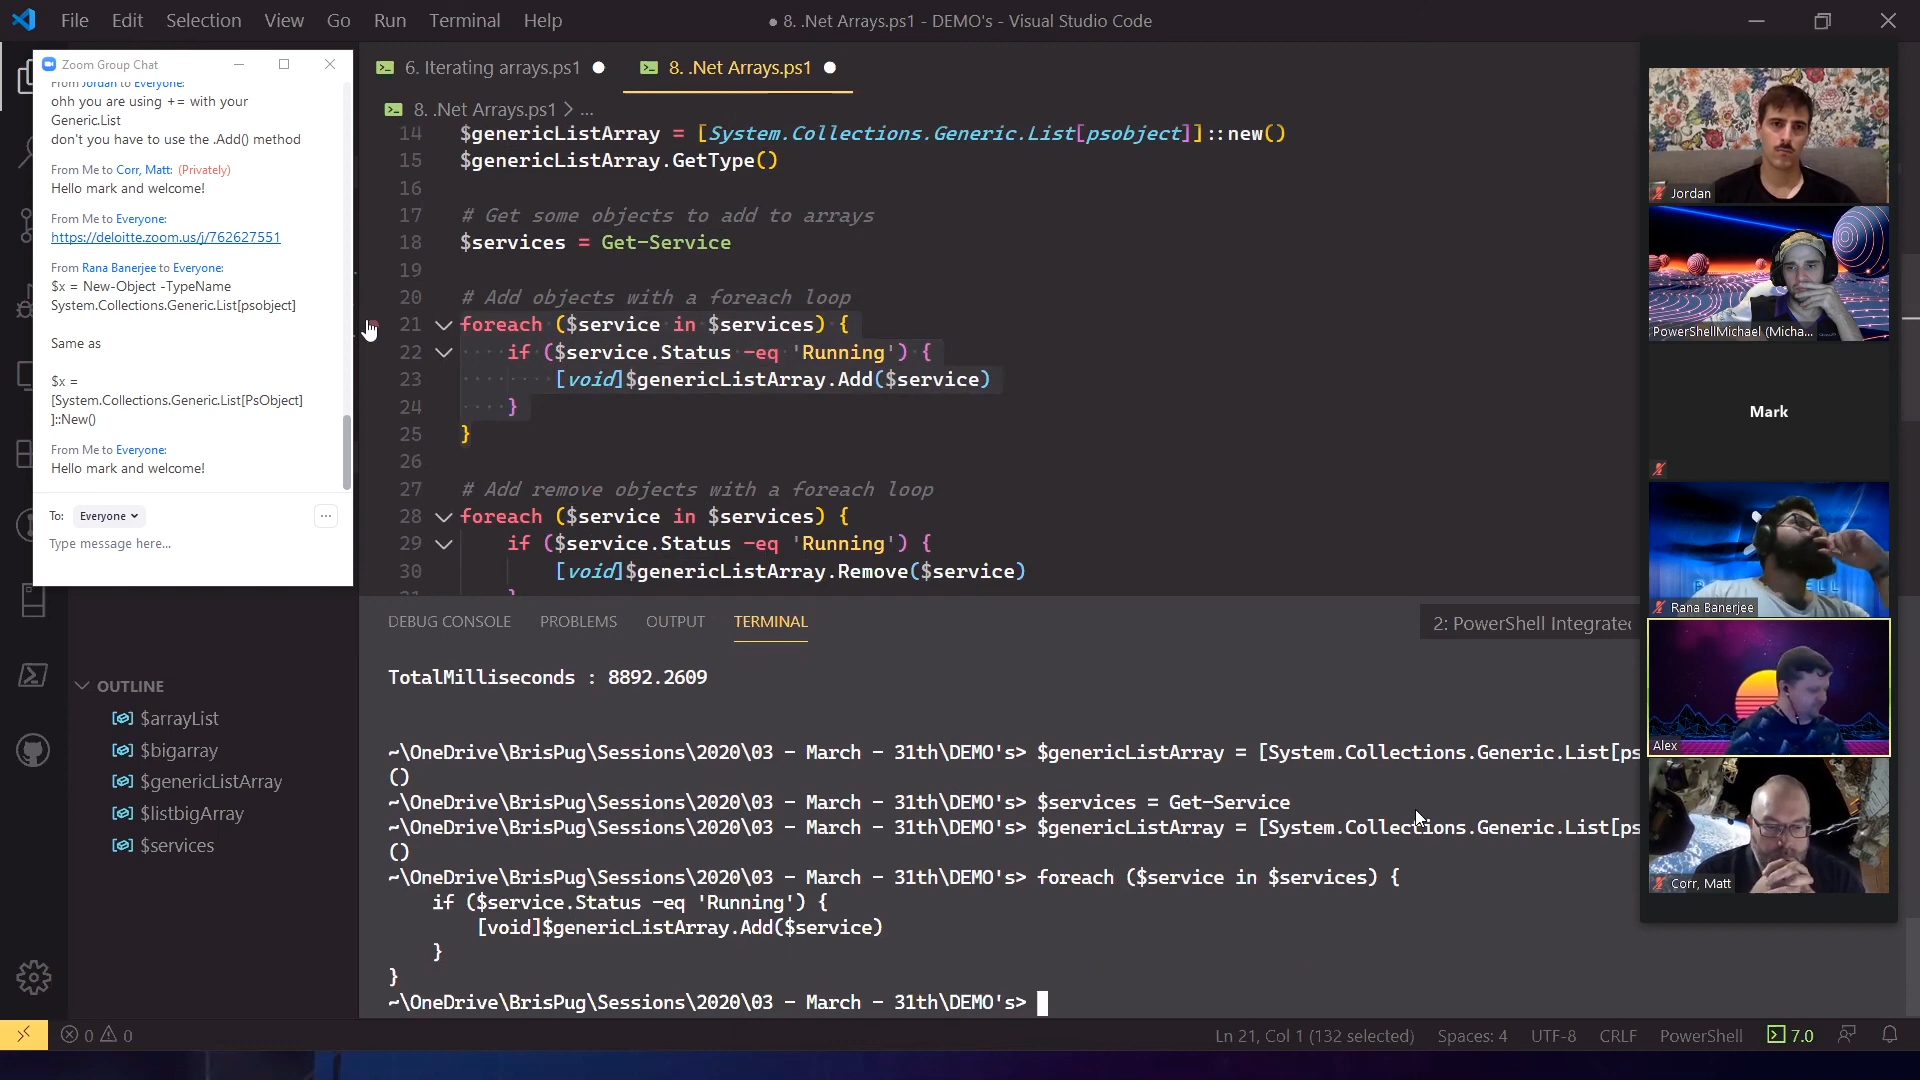 File Edit Selection View Go Run Terminal Help
● 8. .Net Arrays.ps1 - DEMO's - Visual Studio Code
Zoom Group Chat
From Jordan to Everyone:
ohh you are using += with your
Generic.List
don't you have to use the .Add() method
From Me to Corr, Matt: (Privately)
Hello mark and welcome!
From Me to Everyone:
https://deloitte.zoom.us/j/762627551
From Rana Banerjee to Everyone:
$x = New-Object -TypeName
System.Collections.Generic.List[psobject]
Same as
$x =
[System.Collections.Generic.List[PsObject]
]::New()
From Me to Everyone:
Hello mark and welcome!
To: Everyone
...
Type message here...
OUTLINE
$arrayList
$bigarray
$genericListArray
$listbigArray
$services
6. Iterating arrays.ps1
8. .Net Arrays.ps1
8. .Net Arrays.ps1 > ...
14 $genericListArray = [System.Collections.Generic.List[psobject]]::new()
15 $genericListArray.GetType()
16
17 # Get some objects to add to arrays
18 $services = Get-Service
19
20 # Add objects with a foreach loop
21 foreach ($service in $services) {
22 if ($service.Status -eq 'Running') {
23 [void]$genericListArray.Add($service)
24 }
25 }
26
27 # Add remove objects with a foreach loop
28 foreach ($service in $services) {
29 if ($service.Status -eq 'Running') {
30 [void]$genericListArray.Remove($service)
DEBUG CONSOLE PROBLEMS OUTPUT TERMINAL
2: PowerShell Integrated
TotalMilliseconds : 8892.2609
~\OneDrive\BrisPug\Sessions\2020\03 - March - 31th\DEMO's> $genericListArray = [System.Collections.Generic.List[ps
()
~\OneDrive\BrisPug\Sessions\2020\03 - March - 31th\DEMO's> $services = Get-Service
~\OneDrive\BrisPug\Sessions\2020\03 - March - 31th\DEMO's> $genericListArray = [System.Collections.Generic.List[ps
()
~\OneDrive\BrisPug\Sessions\2020\03 - March - 31th\DEMO's> foreach ($service in $services) {
if ($service.Status -eq 'Running') {
[void]$genericListArray.Add($service)
}
}
~\OneDrive\BrisPug\Sessions\2020\03 - March - 31th\DEMO's>
Jordan
PowerShellMichael (Micha...
Mark
Rana Banerjee
Alex
Corr, Matt
0 0
Ln 21, Col 1 (132 selected) Spaces: 4 UTF-8 CRLF PowerShell 7.0